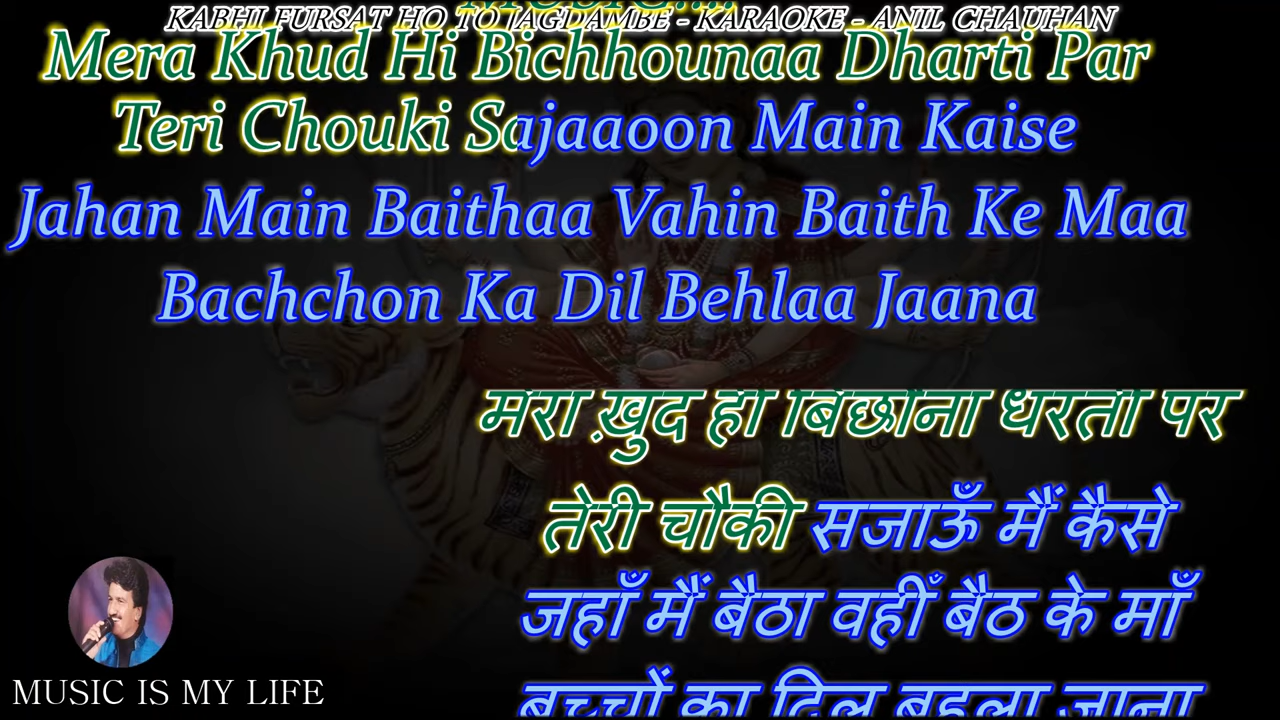 KABHI FURSAT HO TO JAGDAMBE - KARAOKE - ANIL CHAUHAN
Mera Khud Hi Bichhounaa Dharti Par
Teri Chouki Sajaaoon Main Kaise
Jahan Main Baithaa Vahin Baith Ke Maa
Bachchon Ka Dil Behlaa Jaana
मेरा ख़ुद ही बिछौना धरती पर
तेरी चौकी सजाऊँ मैं कैसे
जहाँ मैं बैठा वहीं बैठ के माँ
बच्चों का दिल बहला जाना
MUSIC IS MY LIFE